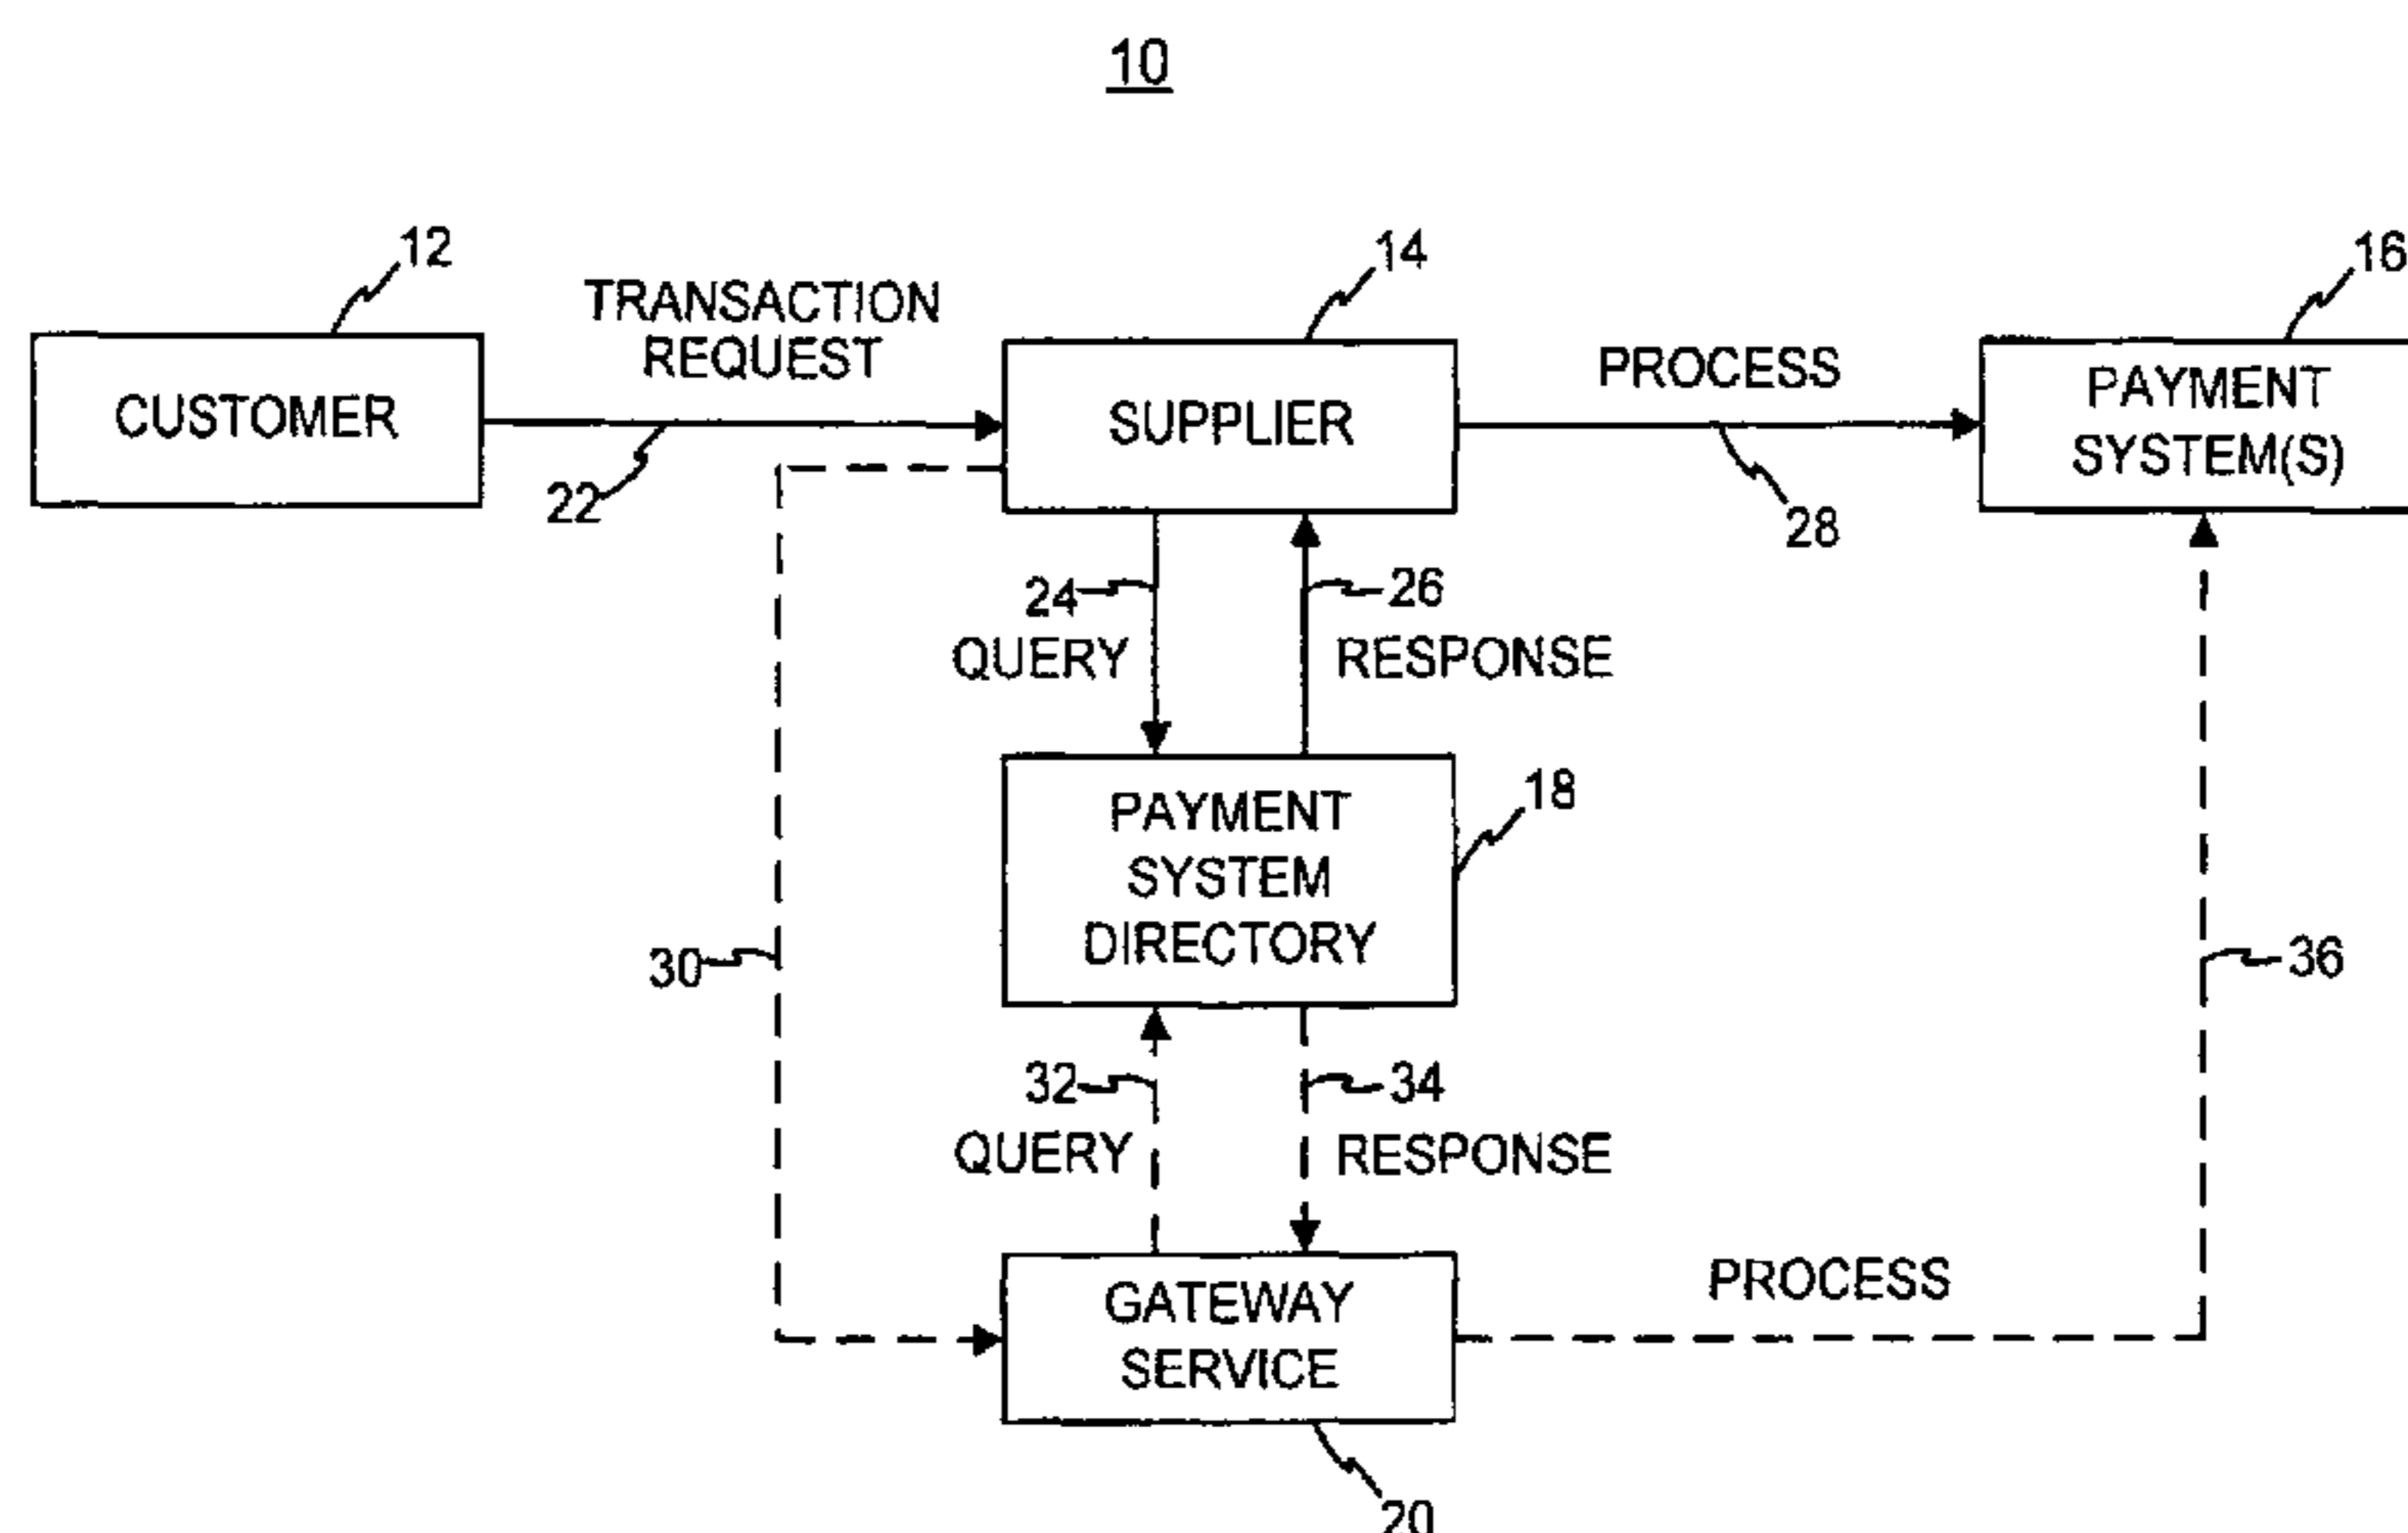 10
12
14
16
TRANSACTION
REQUEST
PROCESS
CUSTOMER
SUPPLIER
PAYMENT
SYSTEM(S)
22
28
24
26
QUERY
RESPONSE
PAYMENT
SYSTEM
DIRECTORY
18
30
36
32
34
QUERY
RESPONSE
GATEWAY
SERVICE
PROCESS
20